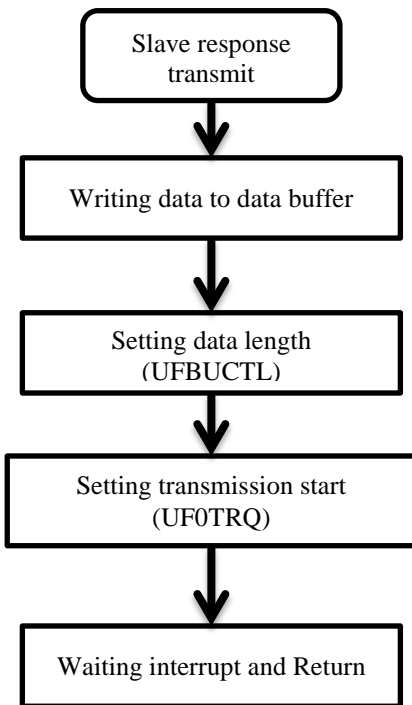 Slave response
transmit
Writing data to data buffer
Setting data length
(UFBUCTL)
Setting transmission start
(UF0TRQ)
Waiting interrupt and Return